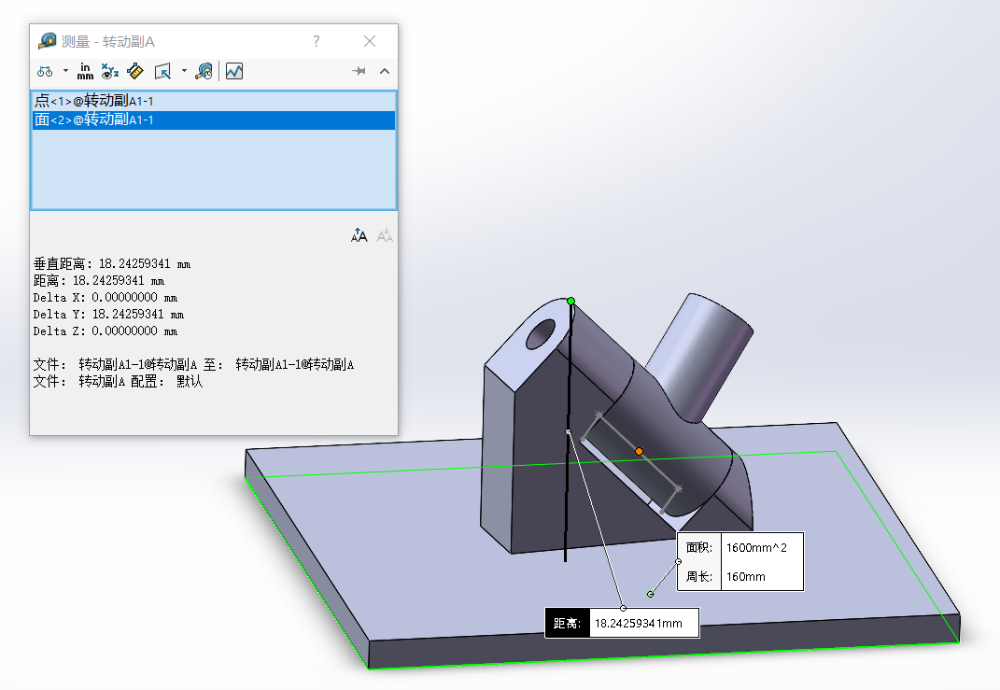 测量 - 转动副A
?
in
mm
xyz
点<1>@转动副A1-1
面<2>@转动副A1-1
AA
AA
垂直距离: 18.24259341 mm
距离: 18.24259341 mm
Delta X: 0.00000000 mm
Delta Y: 18.24259341 mm
Delta Z: 0.00000000 mm
文件: 转动副A1-1@转动副A 至: 转动副A1-1@转动副A
文件: 转动副A 配置: 默认
面积: 1600mm^2
周长: 160mm
距离: 18.24259341mm